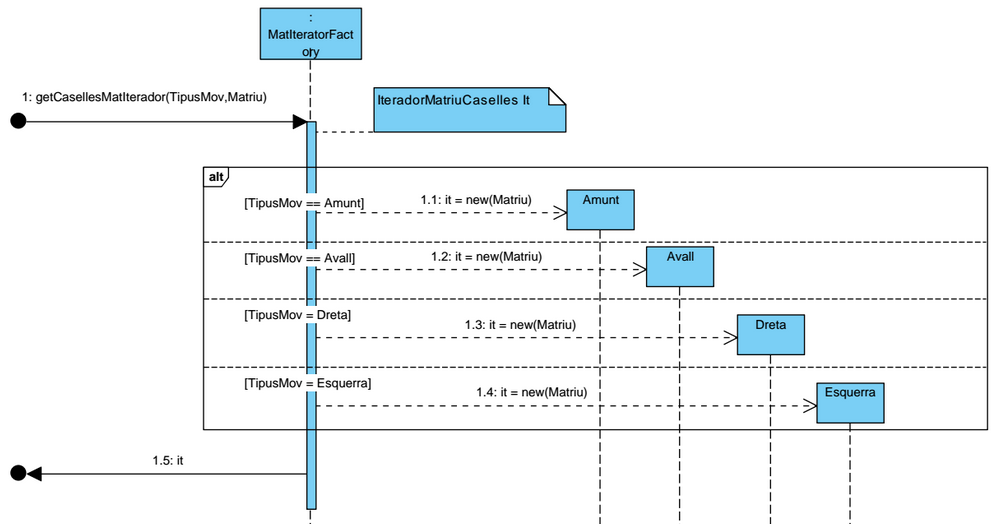 :
MatIteratorFact
ory
1: getCasellesMatIterador(TipusMov,Matriu)
IteradorMatriuCaselles It
alt
[TipusMov == Amunt]
1.1: it = new(Matriu)
Amunt
[TipusMov == Avall]
1.2: it = new(Matriu)
Avall
[TipusMov = Dreta]
1.3: it = new(Matriu)
Dreta
[TipusMov = Esquerra]
1.4: it = new(Matriu)
Esquerra
1.5: it